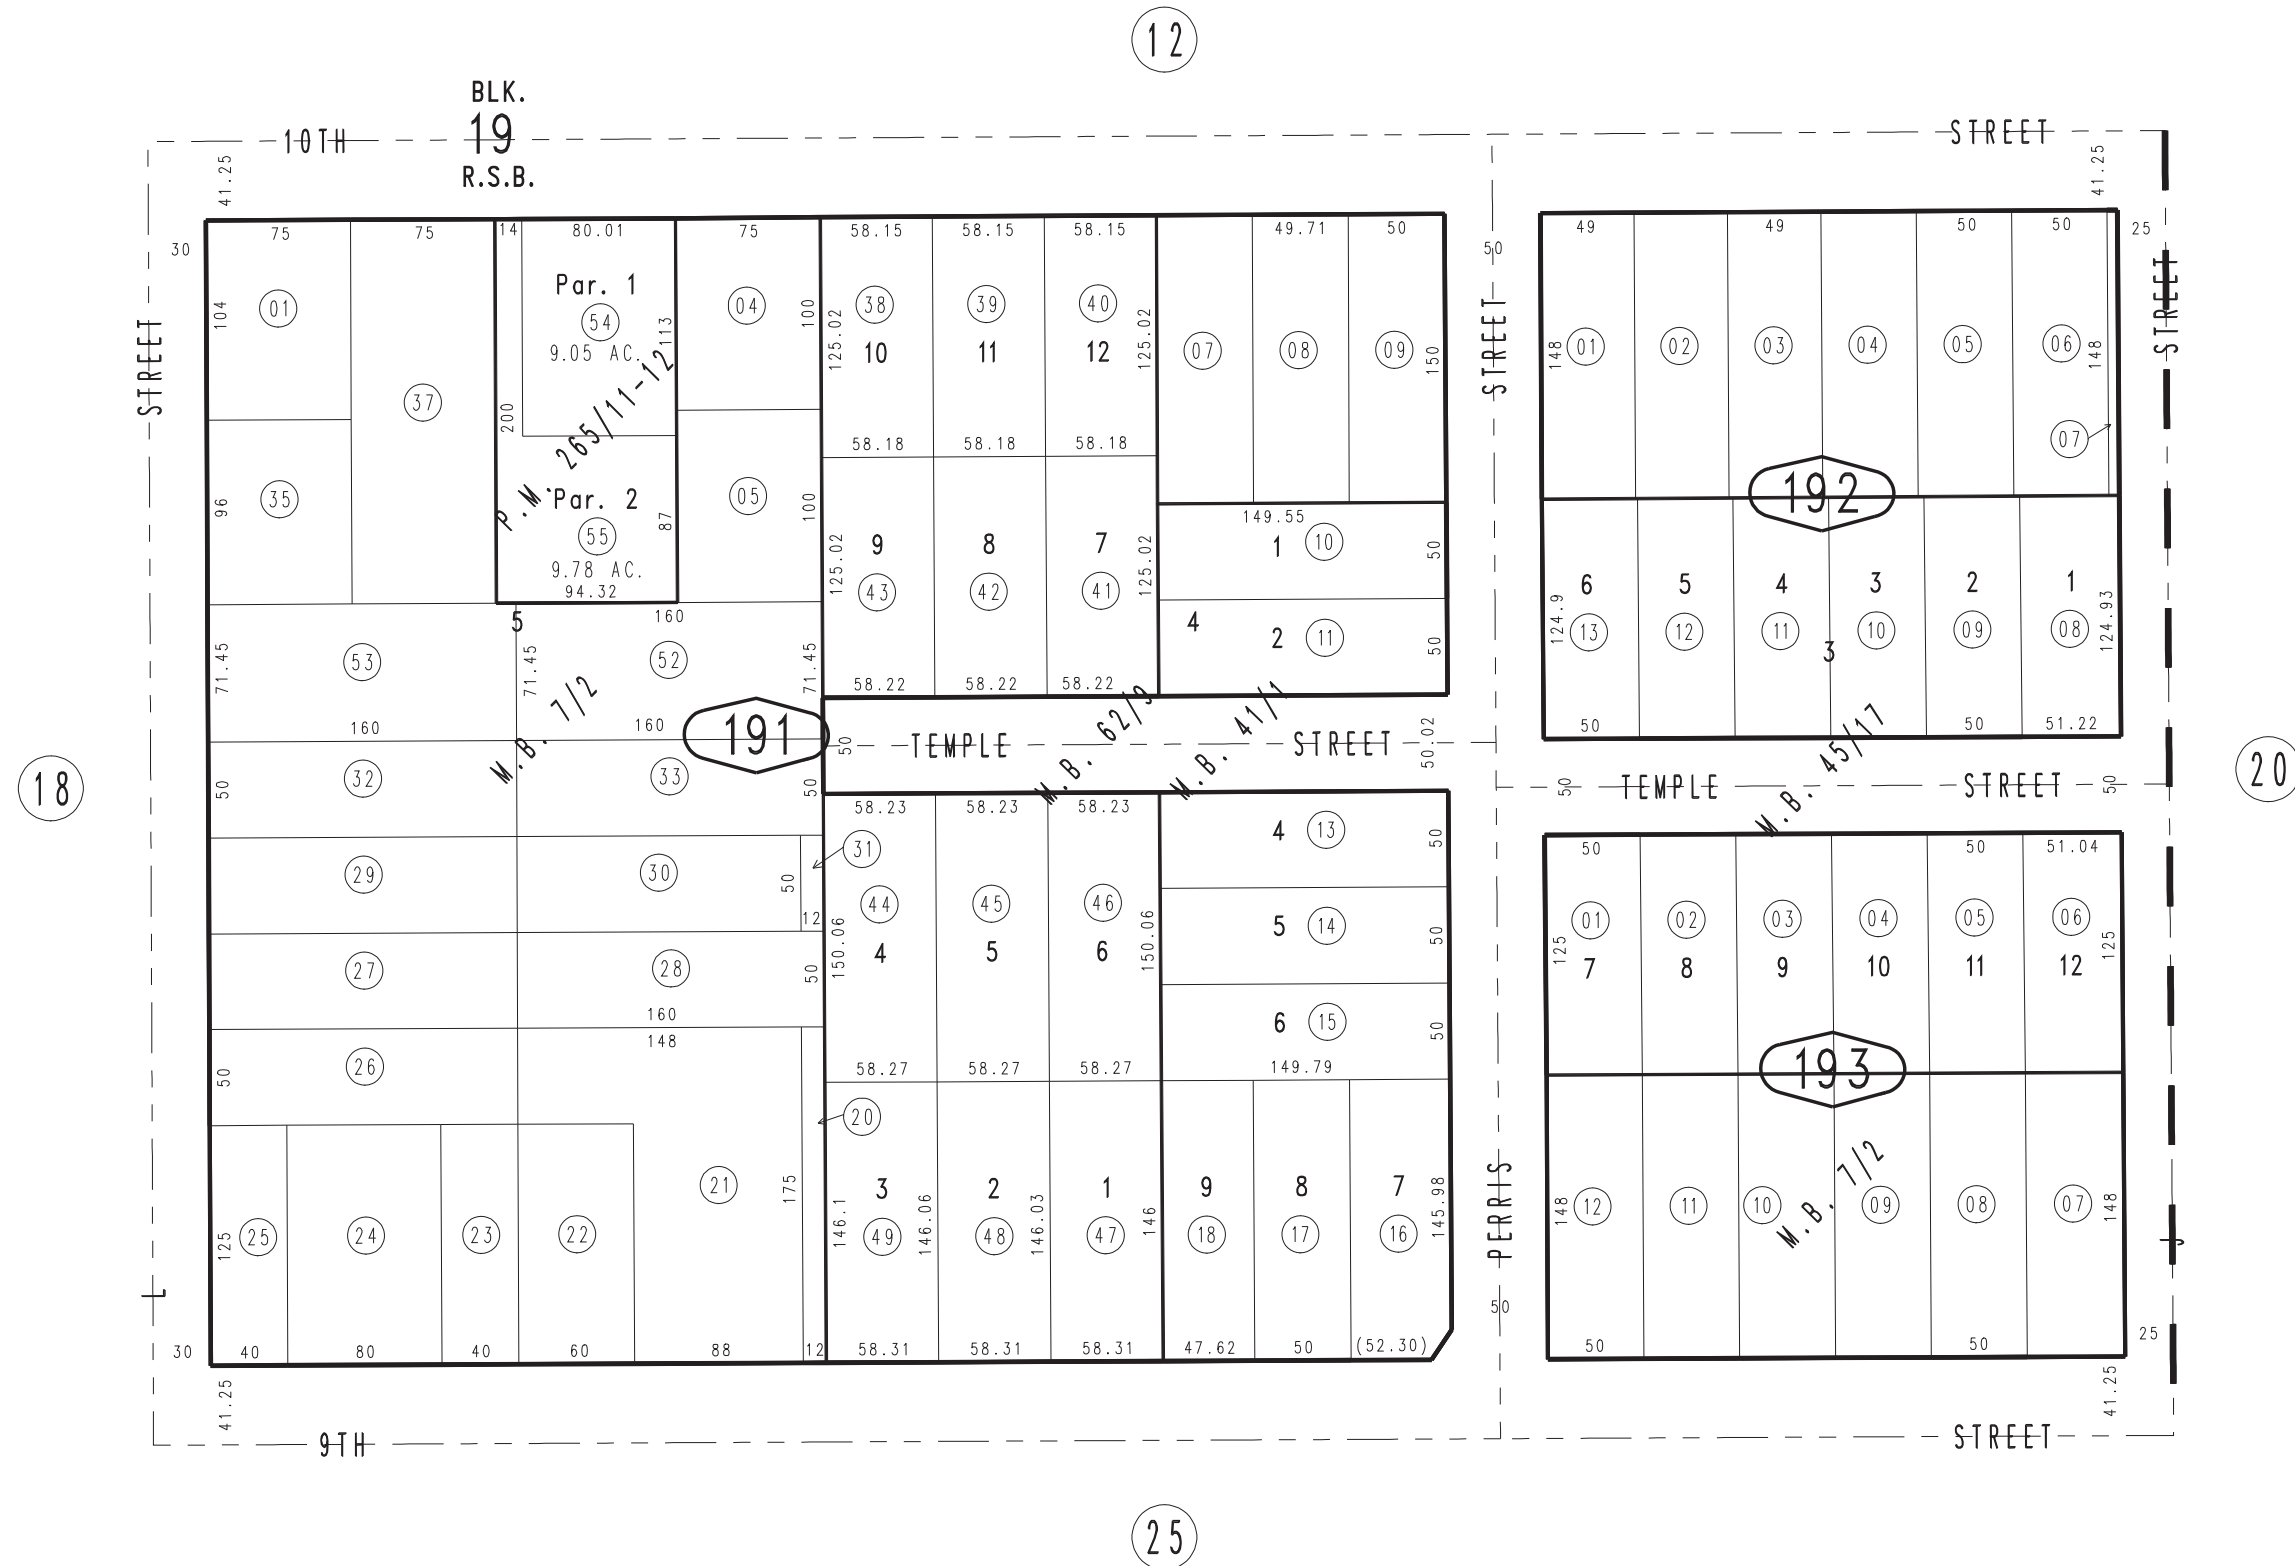 12
BLK.
10TH 19 STREET
R.S.B.
41.25 41.25
30 75 75 14 80.01 75 58.15 58.15 58.15 49.71 50 50 49 49 50 50 25
STREET 104 01 Par. 1 54 9.05 AC. 113 04 100 125.02 38 10 39 11 40 12 125.02 07 08 09 150 STREET 148 01 02 03 04 05 06 148 STREET
37 200 P.M. 265/11-12 58.18 58.18 58.18 07
96 35 Par. 2 55 9.78 AC. 87 94.32 05 100 192
125.02 9 43 8 42 7 41 125.02 149.55 1 10 50
5 160 4 2 11 50
124.9 6 13 5 12 4 11 3 10 2 09 1 08 124.93
3
71.45 53 71.45 52 71.45 58.22 58.22 58.22
160 160 50 50 51.22
M.B. 7/2 M.B. 62/9 M.B. 41/1 M.B. 45/17
191 50 TEMPLE STREET 50.02
18 50 32 33 50 50 TEMPLE STREET 50 20
58.23 58.23 58.23 4 13 50 50 50 51.04
29 30 50 12 31 150.06 44 4 45 5 46 6 150.06 5 14 50
125 01 7 02 8 03 9 04 10 05 11 06 12 125
27 28 50 160 6 15 50
148 58.27 58.27 58.27 149.79 193
50 26 20
125 25 24 23 22 21 175 146.1 3 49 146.06 2 48 146.03 1 47 146 9 18 8 17 7 16 145.98 PERRIS 148 12 11 10 M.B. 7/2 09 08 07 148 J
L 50
30 40 80 40 60 88 12 58.31 58.31 58.31 47.62 50 (52.30) 50 50 25
41.25 41.25
9TH STREET
25